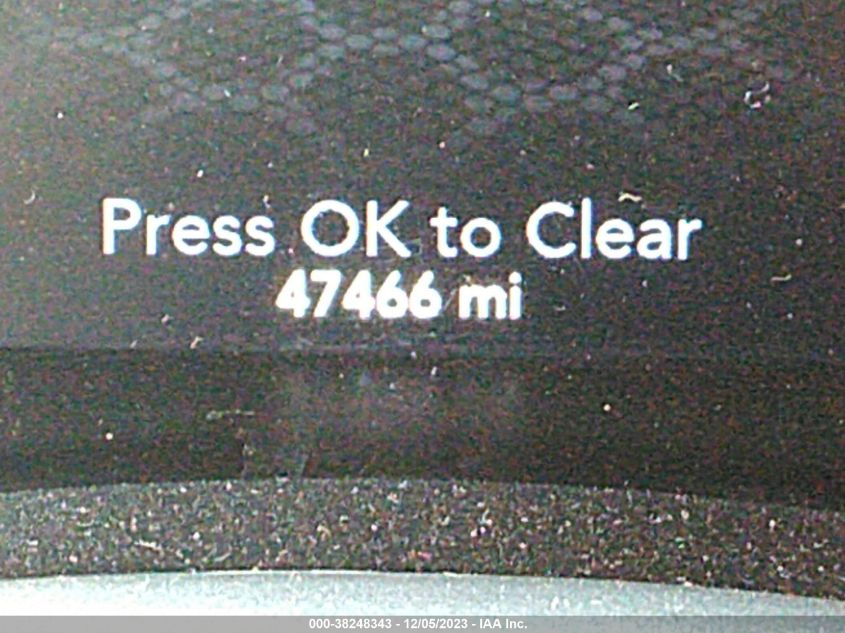 Press OK to Clear
47466 mi
000-38248343 - 12/05/2023 - IAA Inc.